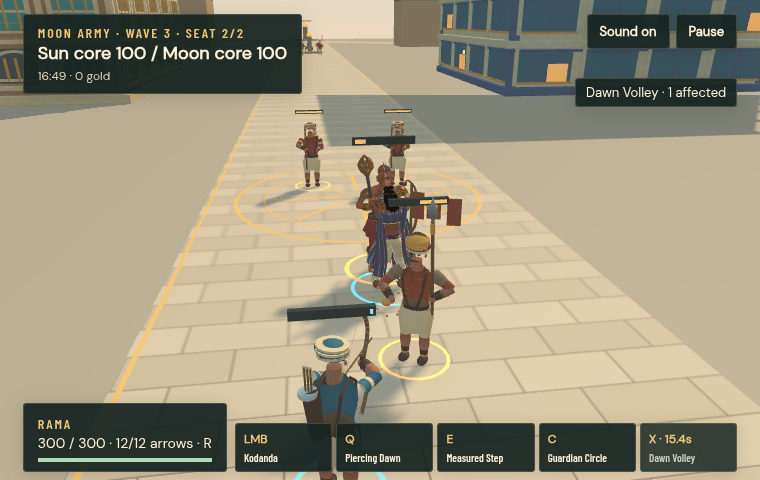 MOON ARMY · WAVE 3 · SEAT 2/2
Sun core 100 / Moon core 100
16:49 · 0 gold
Sound on
Pause
Dawn Volley · 1 affected
RAMA
300 / 300 · 12/12 arrows · R
LMB
Kodanda
Q
Piercing Dawn
E
Measured Step
C
Guardian Circle
X · 15.4s
Dawn Volley